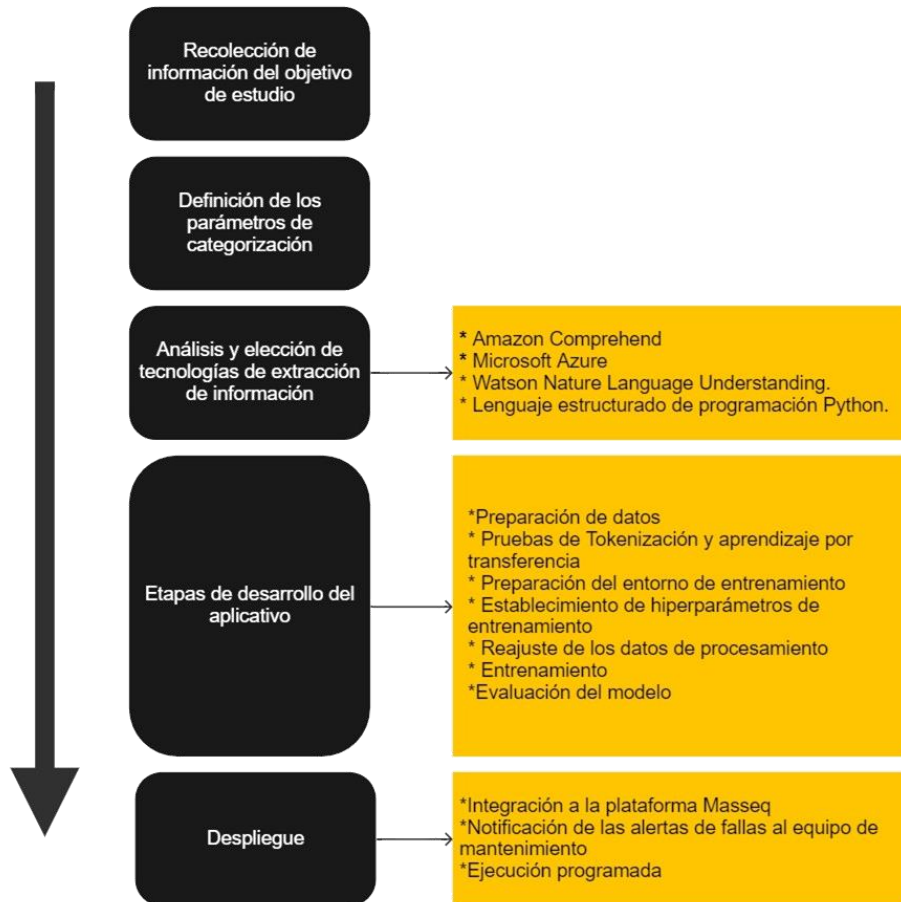 Recolección de
información del objetivo
de estudio
Definición de los
parámetros de
categorización
Análisis y elección de
tecnologías de extracción
de información
* Amazon Comprehend
* Microsoft Azure
* Watson Nature Language Understanding.
* Lenguaje estructurado de programación Python.
Etapas de desarrollo del
aplicativo
*Preparación de datos
* Pruebas de Tokenización y aprendizaje por
transferencia
* Preparación del entorno de entrenamiento
* Establecimiento de hiperparámetros de
entrenamiento
* Reajuste de los datos de procesamiento
* Entrenamiento
*Evaluación del modelo
Despliegue
*Integración a la plataforma Masseq
*Notificación de las alertas de fallas al equipo de
mantenimiento
*Ejecución programada